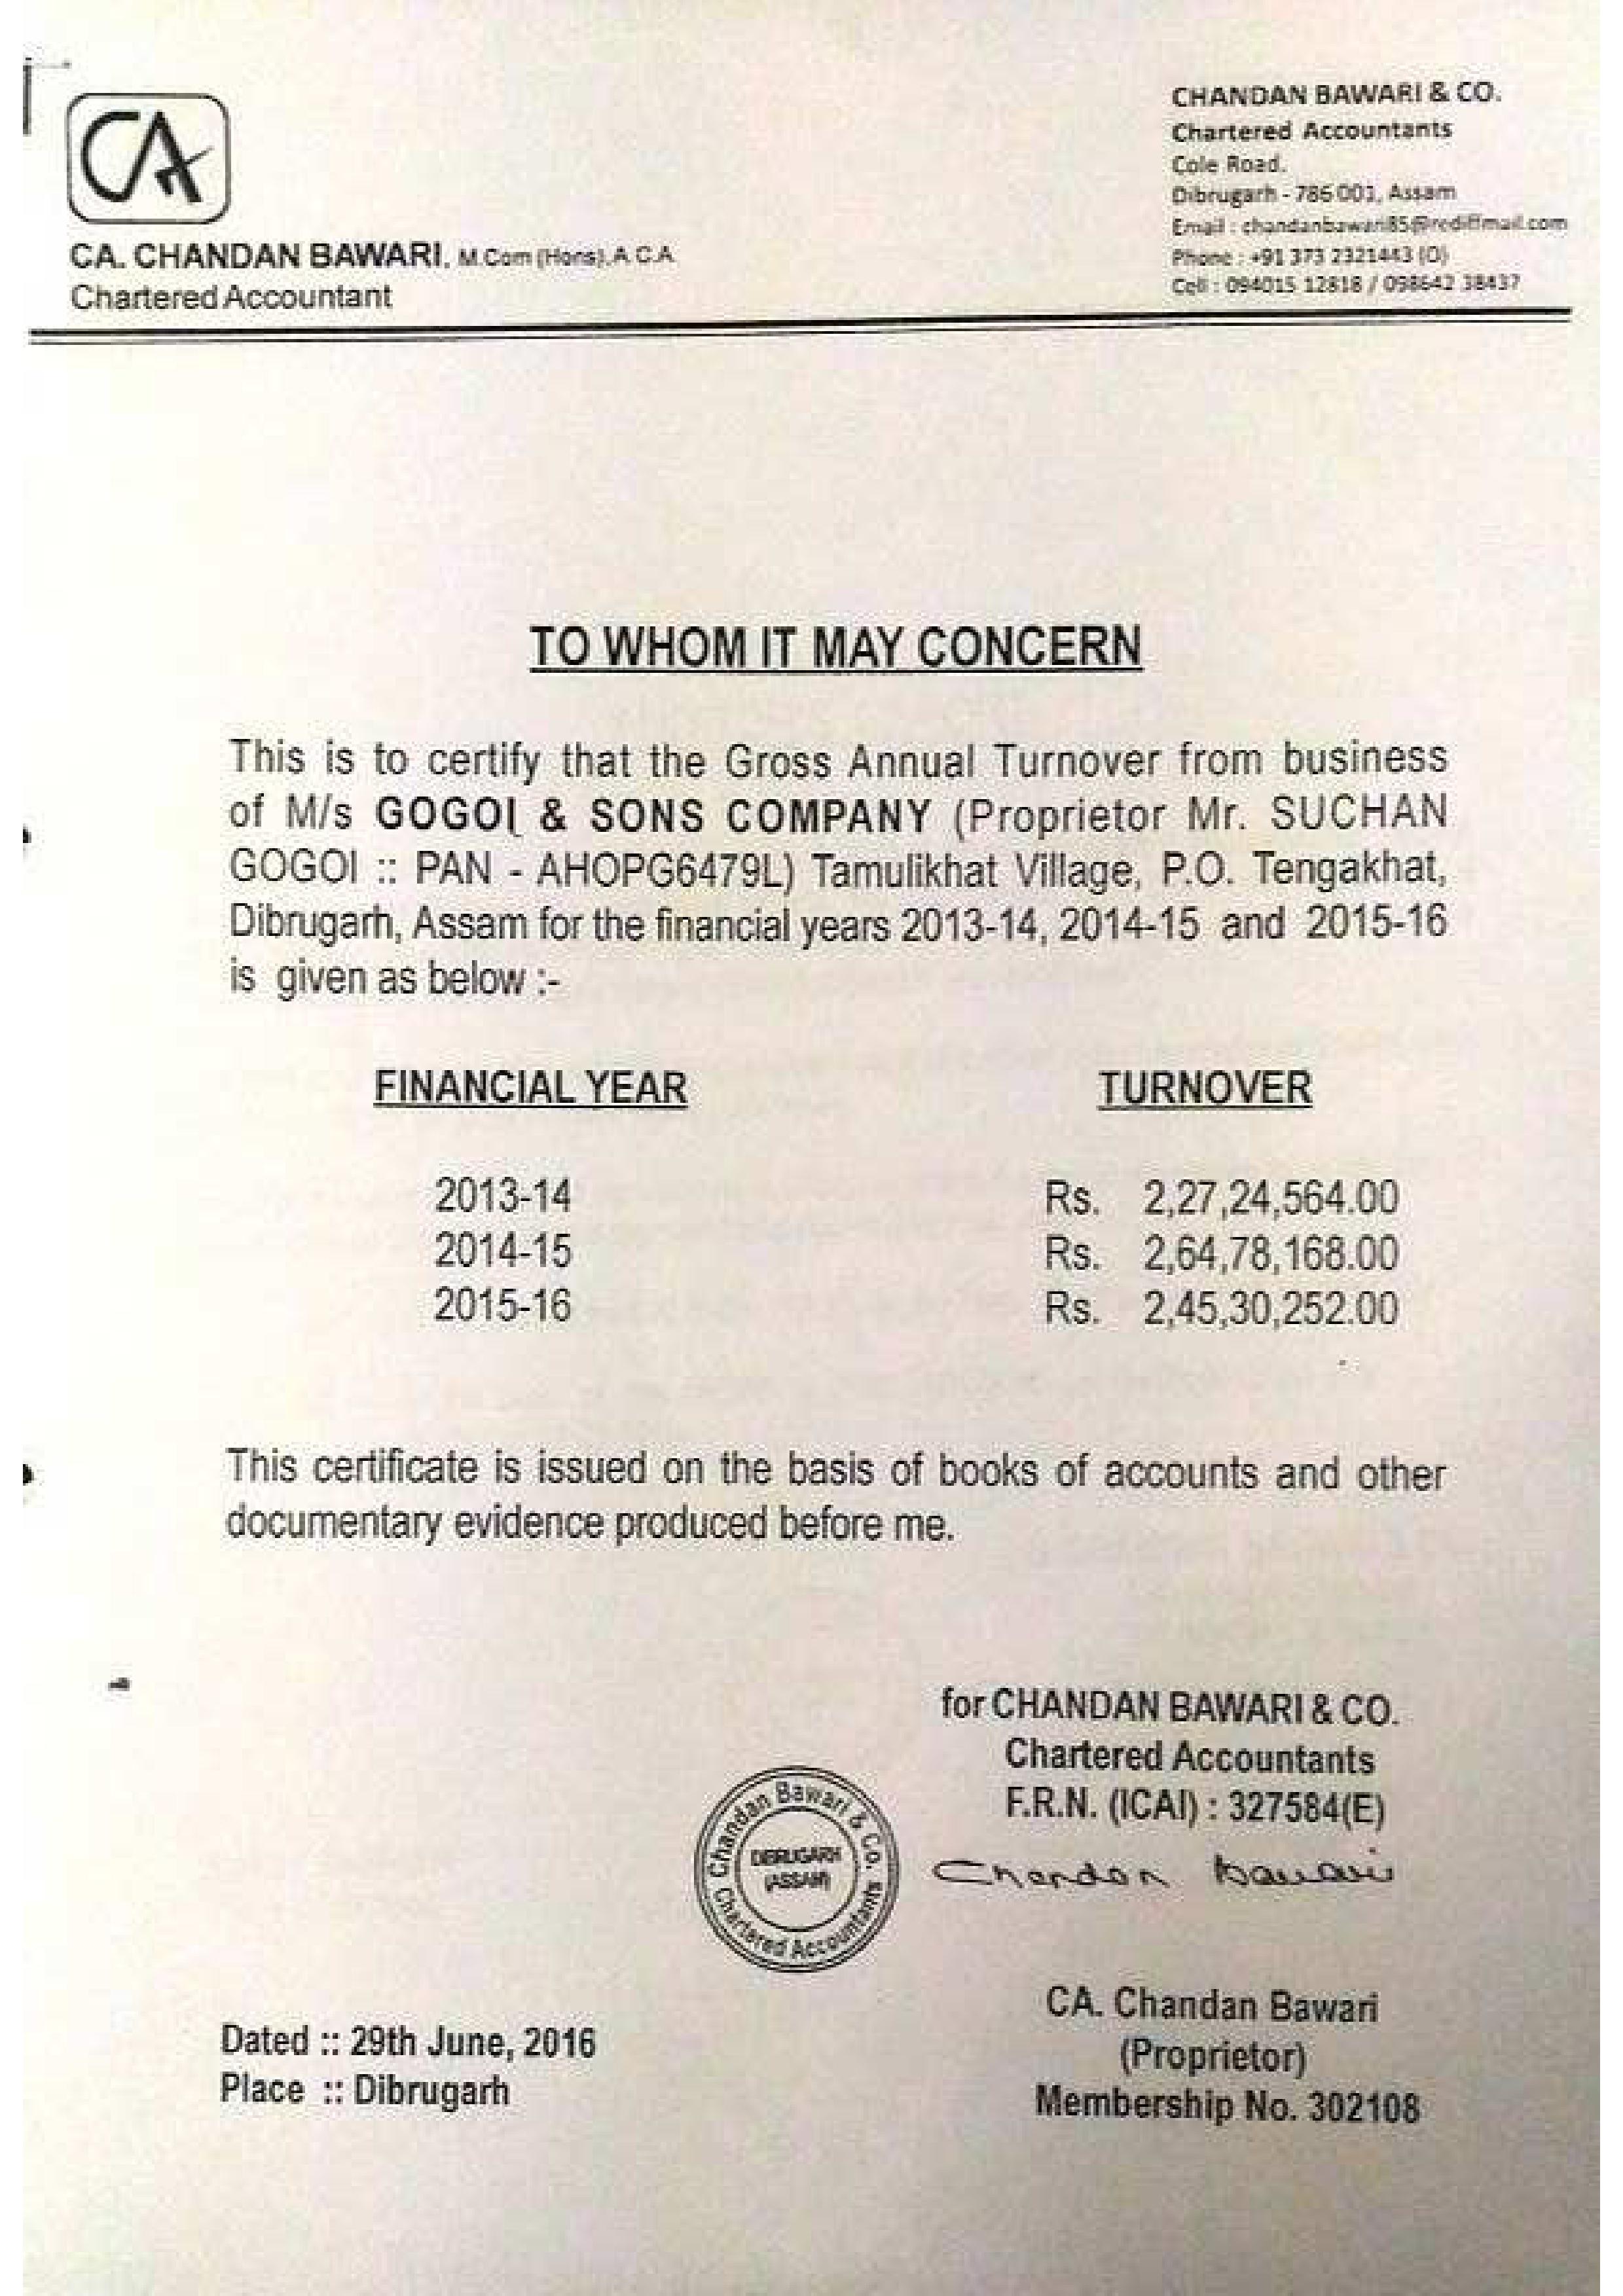 CA
CHANDAN BAWARI & CO.
Chartered Accountants
Cole Road.
Dibrugarh - 786 001, Assam
Email : chandanbawari85@rediffmail.com
Phone : +91 373 2321443 (O)
Cell : 094015 12818 / 098642 38437
CA. CHANDAN BAWARI, M.Com (Hons), A.C.A
Chartered Accountant
TO WHOM IT MAY CONCERN
This is to certify that the Gross Annual Turnover from business
of M/s GOGOI & SONS COMPANY (Proprietor Mr. SUCHAN
GOGOI :: PAN - AHOPG6479L) Tamulikhat Village, P.O. Tengakhat,
Dibrugarh, Assam for the financial years 2013-14, 2014-15 and 2015-16
is given as below :-
FINANCIAL YEAR TURNOVER
2013-14 Rs. 2,27,24,564.00
2014-15 Rs. 2,64,78,168.00
2015-16 Rs. 2,45,30,252.00
This certificate is issued on the basis of books of accounts and other
documentary evidence produced before me.
for CHANDAN BAWARI & CO.
Chartered Accountants
F.R.N. (ICAI) : 327584(E)
Chandan Bawari
Chandan Bawari & Co.
DIBRUGARH
(ASSAM)
Chartered Accountants
CA. Chandan Bawari
(Proprietor)
Membership No. 302108
Dated :: 29th June, 2016
Place :: Dibrugarh